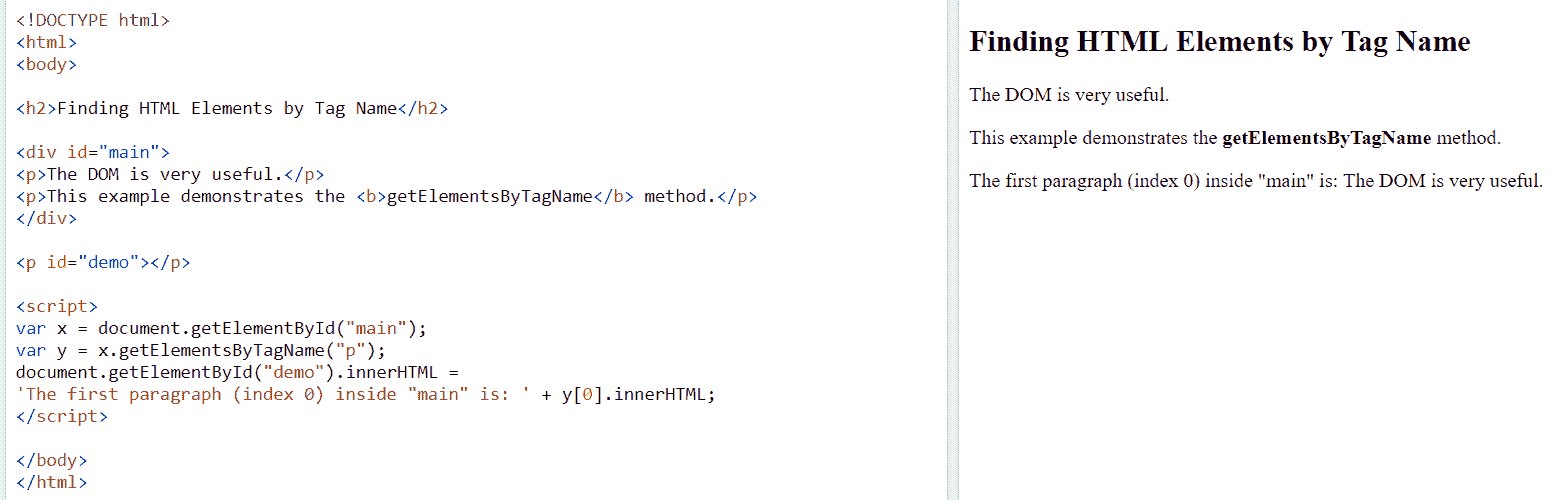 <!DOCTYPE html>
<html>
<body>
<h2>Finding HTML Elements by Tag Name</h2>
<div id="main">
<p>The DOM is very useful.</p>
<p>This example demonstrates the <b>getElementsByTagName</b> method.</p>
</div>
<p id="demo"></p>
<script>
var x = document.getElementById("main");
var y = x.getElementsByTagName("p");
document.getElementById("demo").innerHTML =
'The first paragraph (index 0) inside "main" is: ' + y[0].innerHTML;
</script>
</body>
</html>
Finding HTML Elements by Tag Name
The DOM is very useful.
This example demonstrates the getElementsByTagName method.
The first paragraph (index 0) inside "main" is: The DOM is very useful.